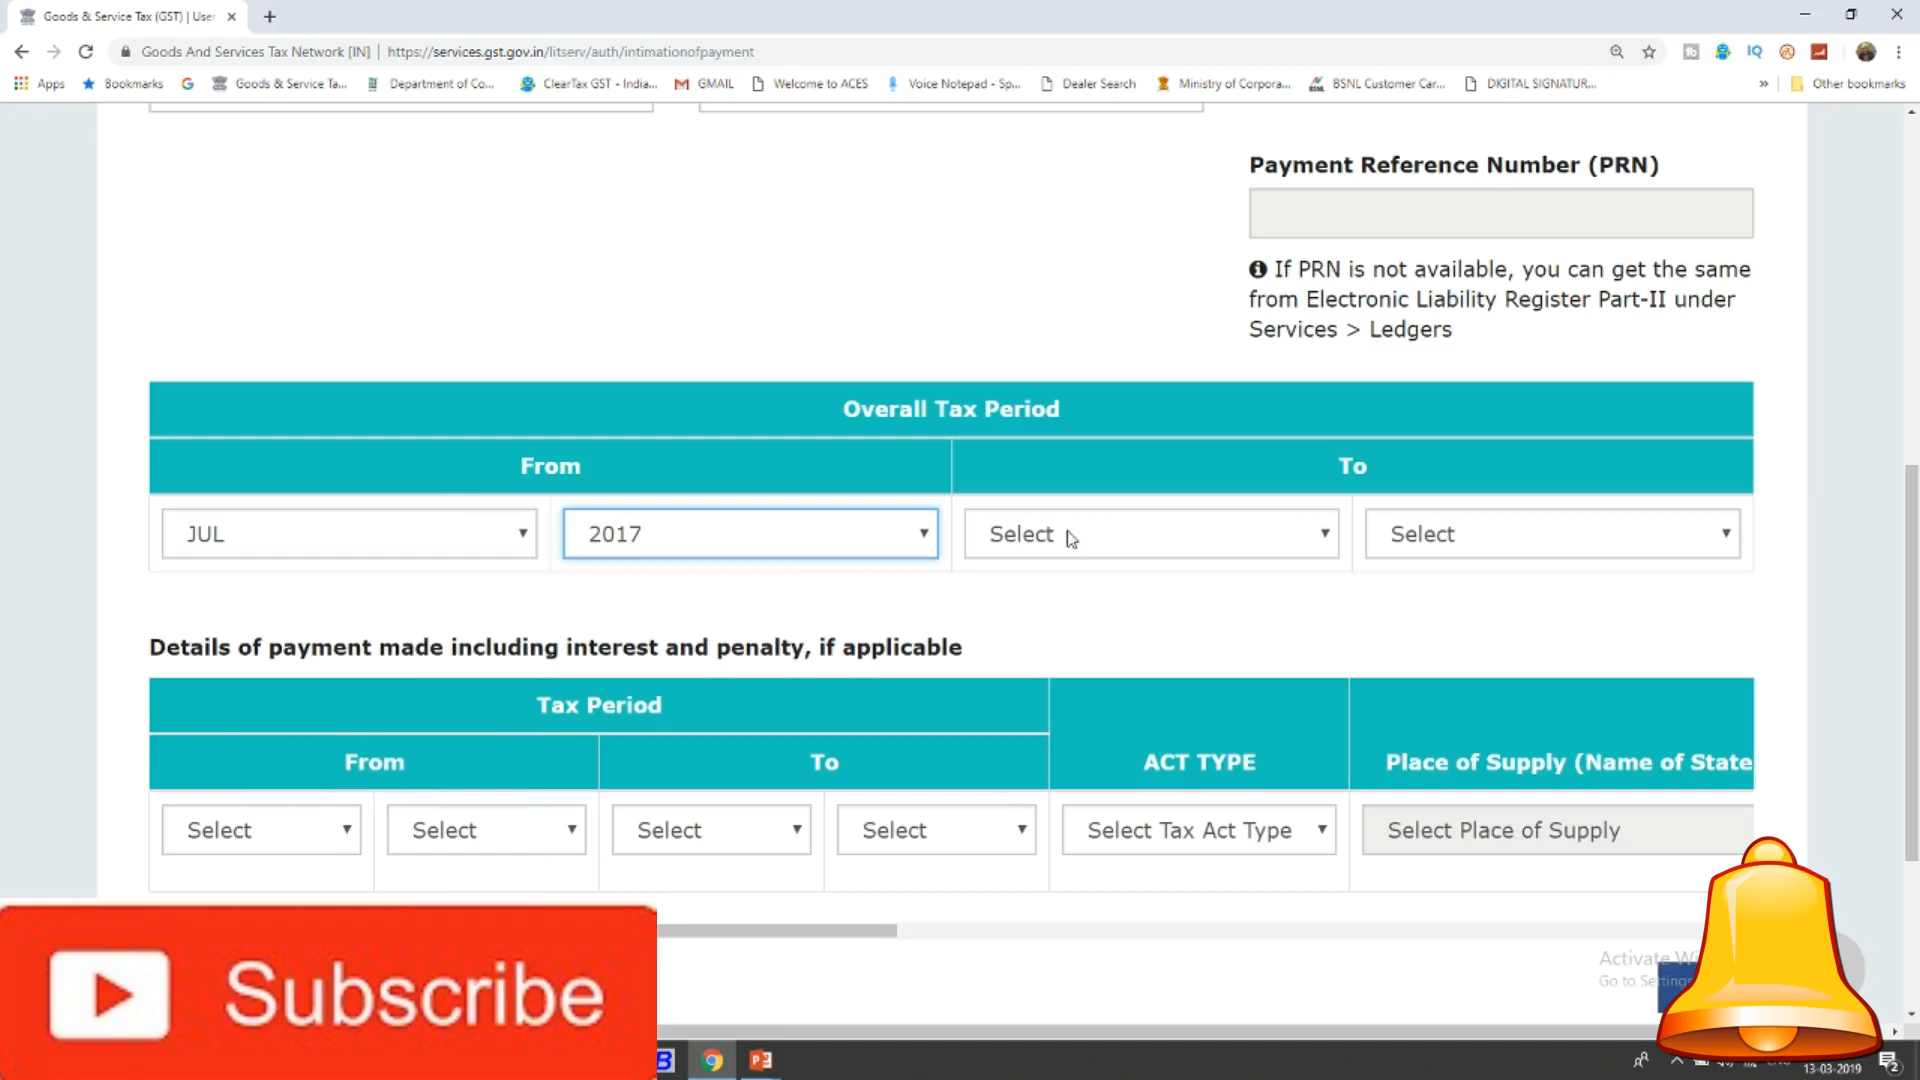 Goods & Service Tax (GST) | User
Goods And Services Tax Network [IN] | https://services.gst.gov.in/litserv/auth/intimationofpayment
Apps Bookmarks Goods & Service Ta... Department of Co... ClearTax GST - India... GMAIL Welcome to ACES Voice Notepad - Sp... Dealer Search Ministry of Corpora... BSNL Customer Car... DIGITAL SIGNATUR... » Other bookmarks
Payment Reference Number (PRN)
If PRN is not available, you can get the same
from Electronic Liability Register Part-II under
Services > Ledgers
Overall Tax Period
From To
JUL 2017 Select Select
Details of payment made including interest and penalty, if applicable
Tax Period
From To ACT TYPE Place of Supply (Name of State
Select Select Select Select Select Tax Act Type Select Place of Supply
Activate
Go to Settings
Subscribe
13-03-2019